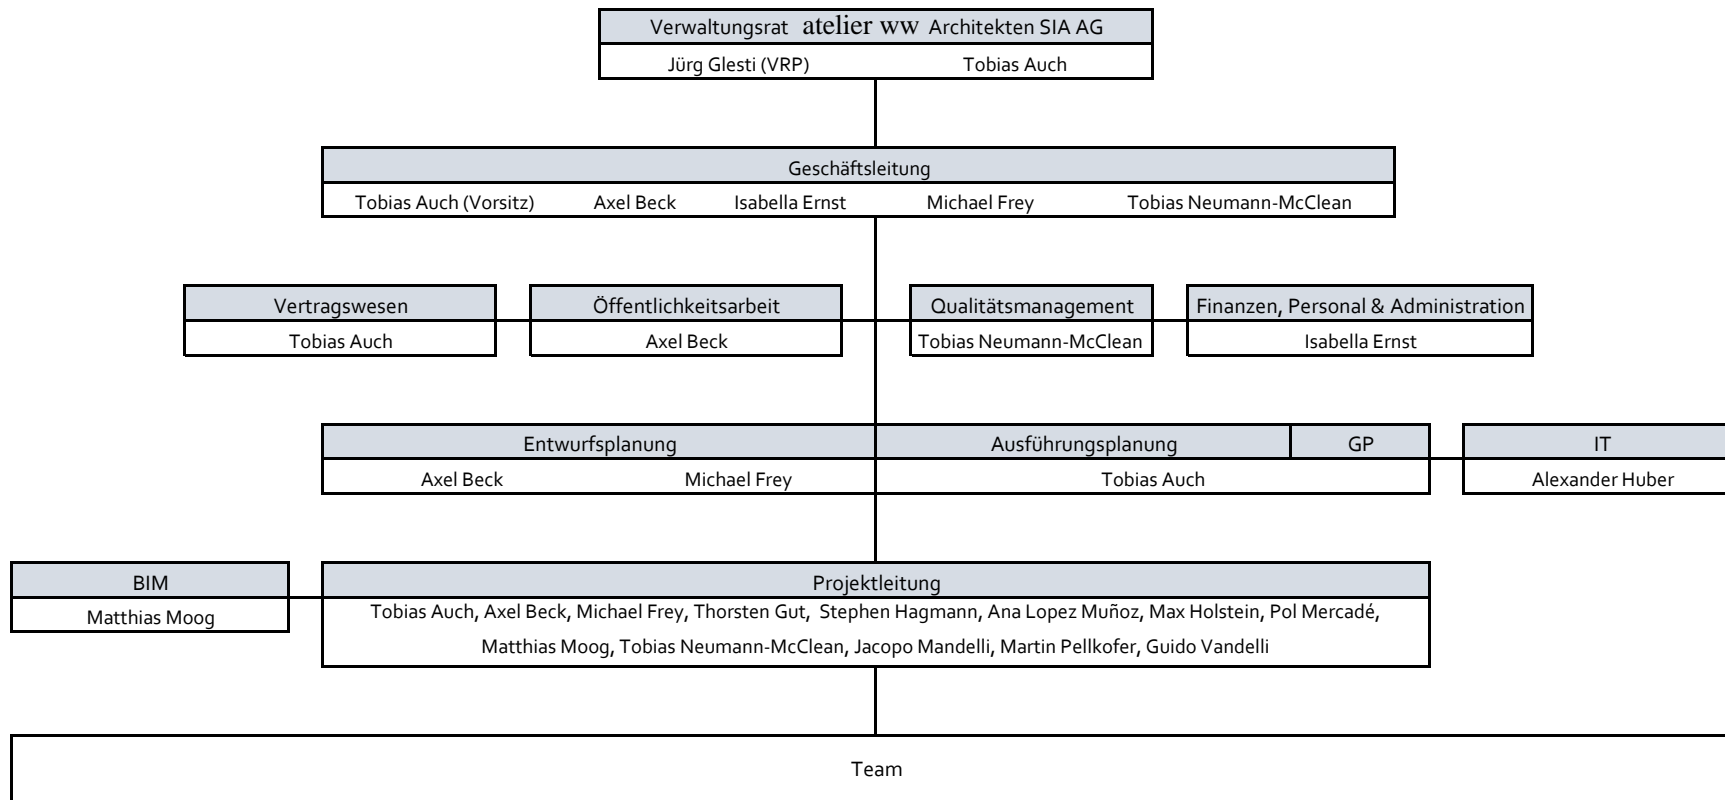 Verwaltungsrat atelier ww Architekten SIA AG
Jürg Glesti (VRP) Tobias Auch
Geschäftsleitung
Tobias Auch (Vorsitz) Axel Beck Isabella Ernst Michael Frey Tobias Neumann-McClean
Vertragswesen
Tobias Auch
Öffentlichkeitsarbeit
Axel Beck
Qualitätsmanagement
Tobias Neumann-McClean
Finanzen, Personal & Administration
Isabella Ernst
Entwurfsplanung
Axel Beck Michael Frey
Ausführungsplanung GP
Tobias Auch
IT
Alexander Huber
BIM
Matthias Moog
Projektleitung
Tobias Auch, Axel Beck, Michael Frey, Thorsten Gut, Stephen Hagmann, Ana Lopez Muñoz, Max Holstein, Pol Mercadé,
Matthias Moog, Tobias Neumann-McClean, Jacopo Mandelli, Martin Pellkofer, Guido Vandelli
Team